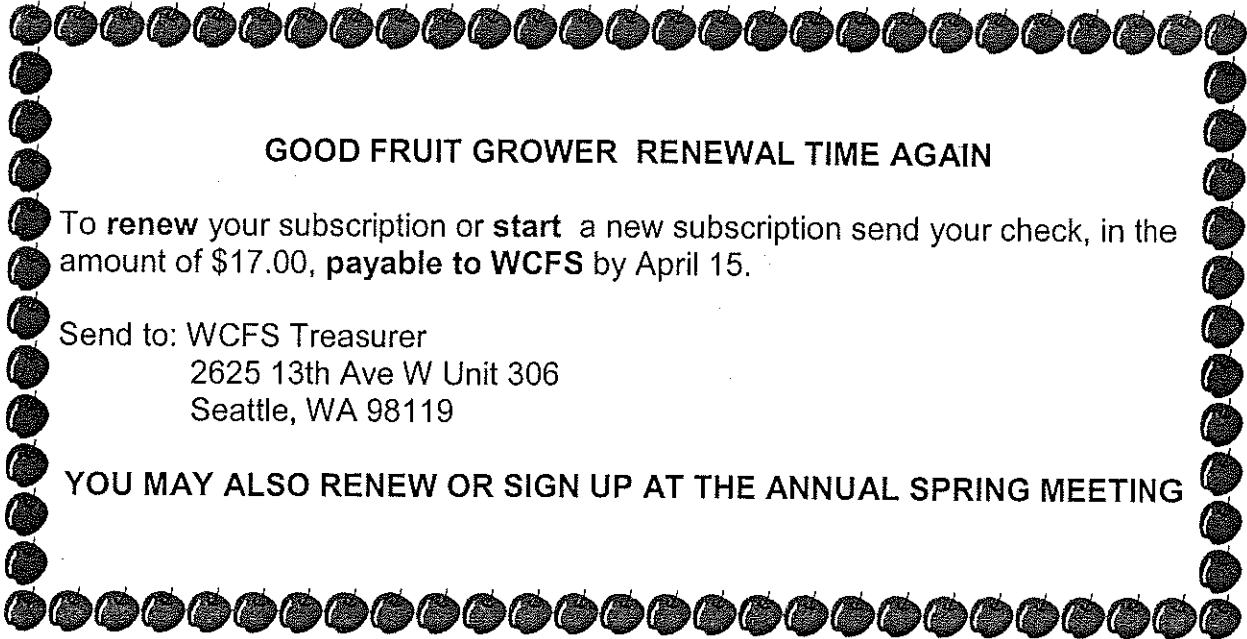 GOOD FRUIT GROWER RENEWAL TIME AGAIN
To renew your subscription or start a new subscription send your check, in the
amount of $17.00, payable to WCFS by April 15.
Send to: WCFS Treasurer
2625 13th Ave W Unit 306
Seattle, WA 98119
YOU MAY ALSO RENEW OR SIGN UP AT THE ANNUAL SPRING MEETING